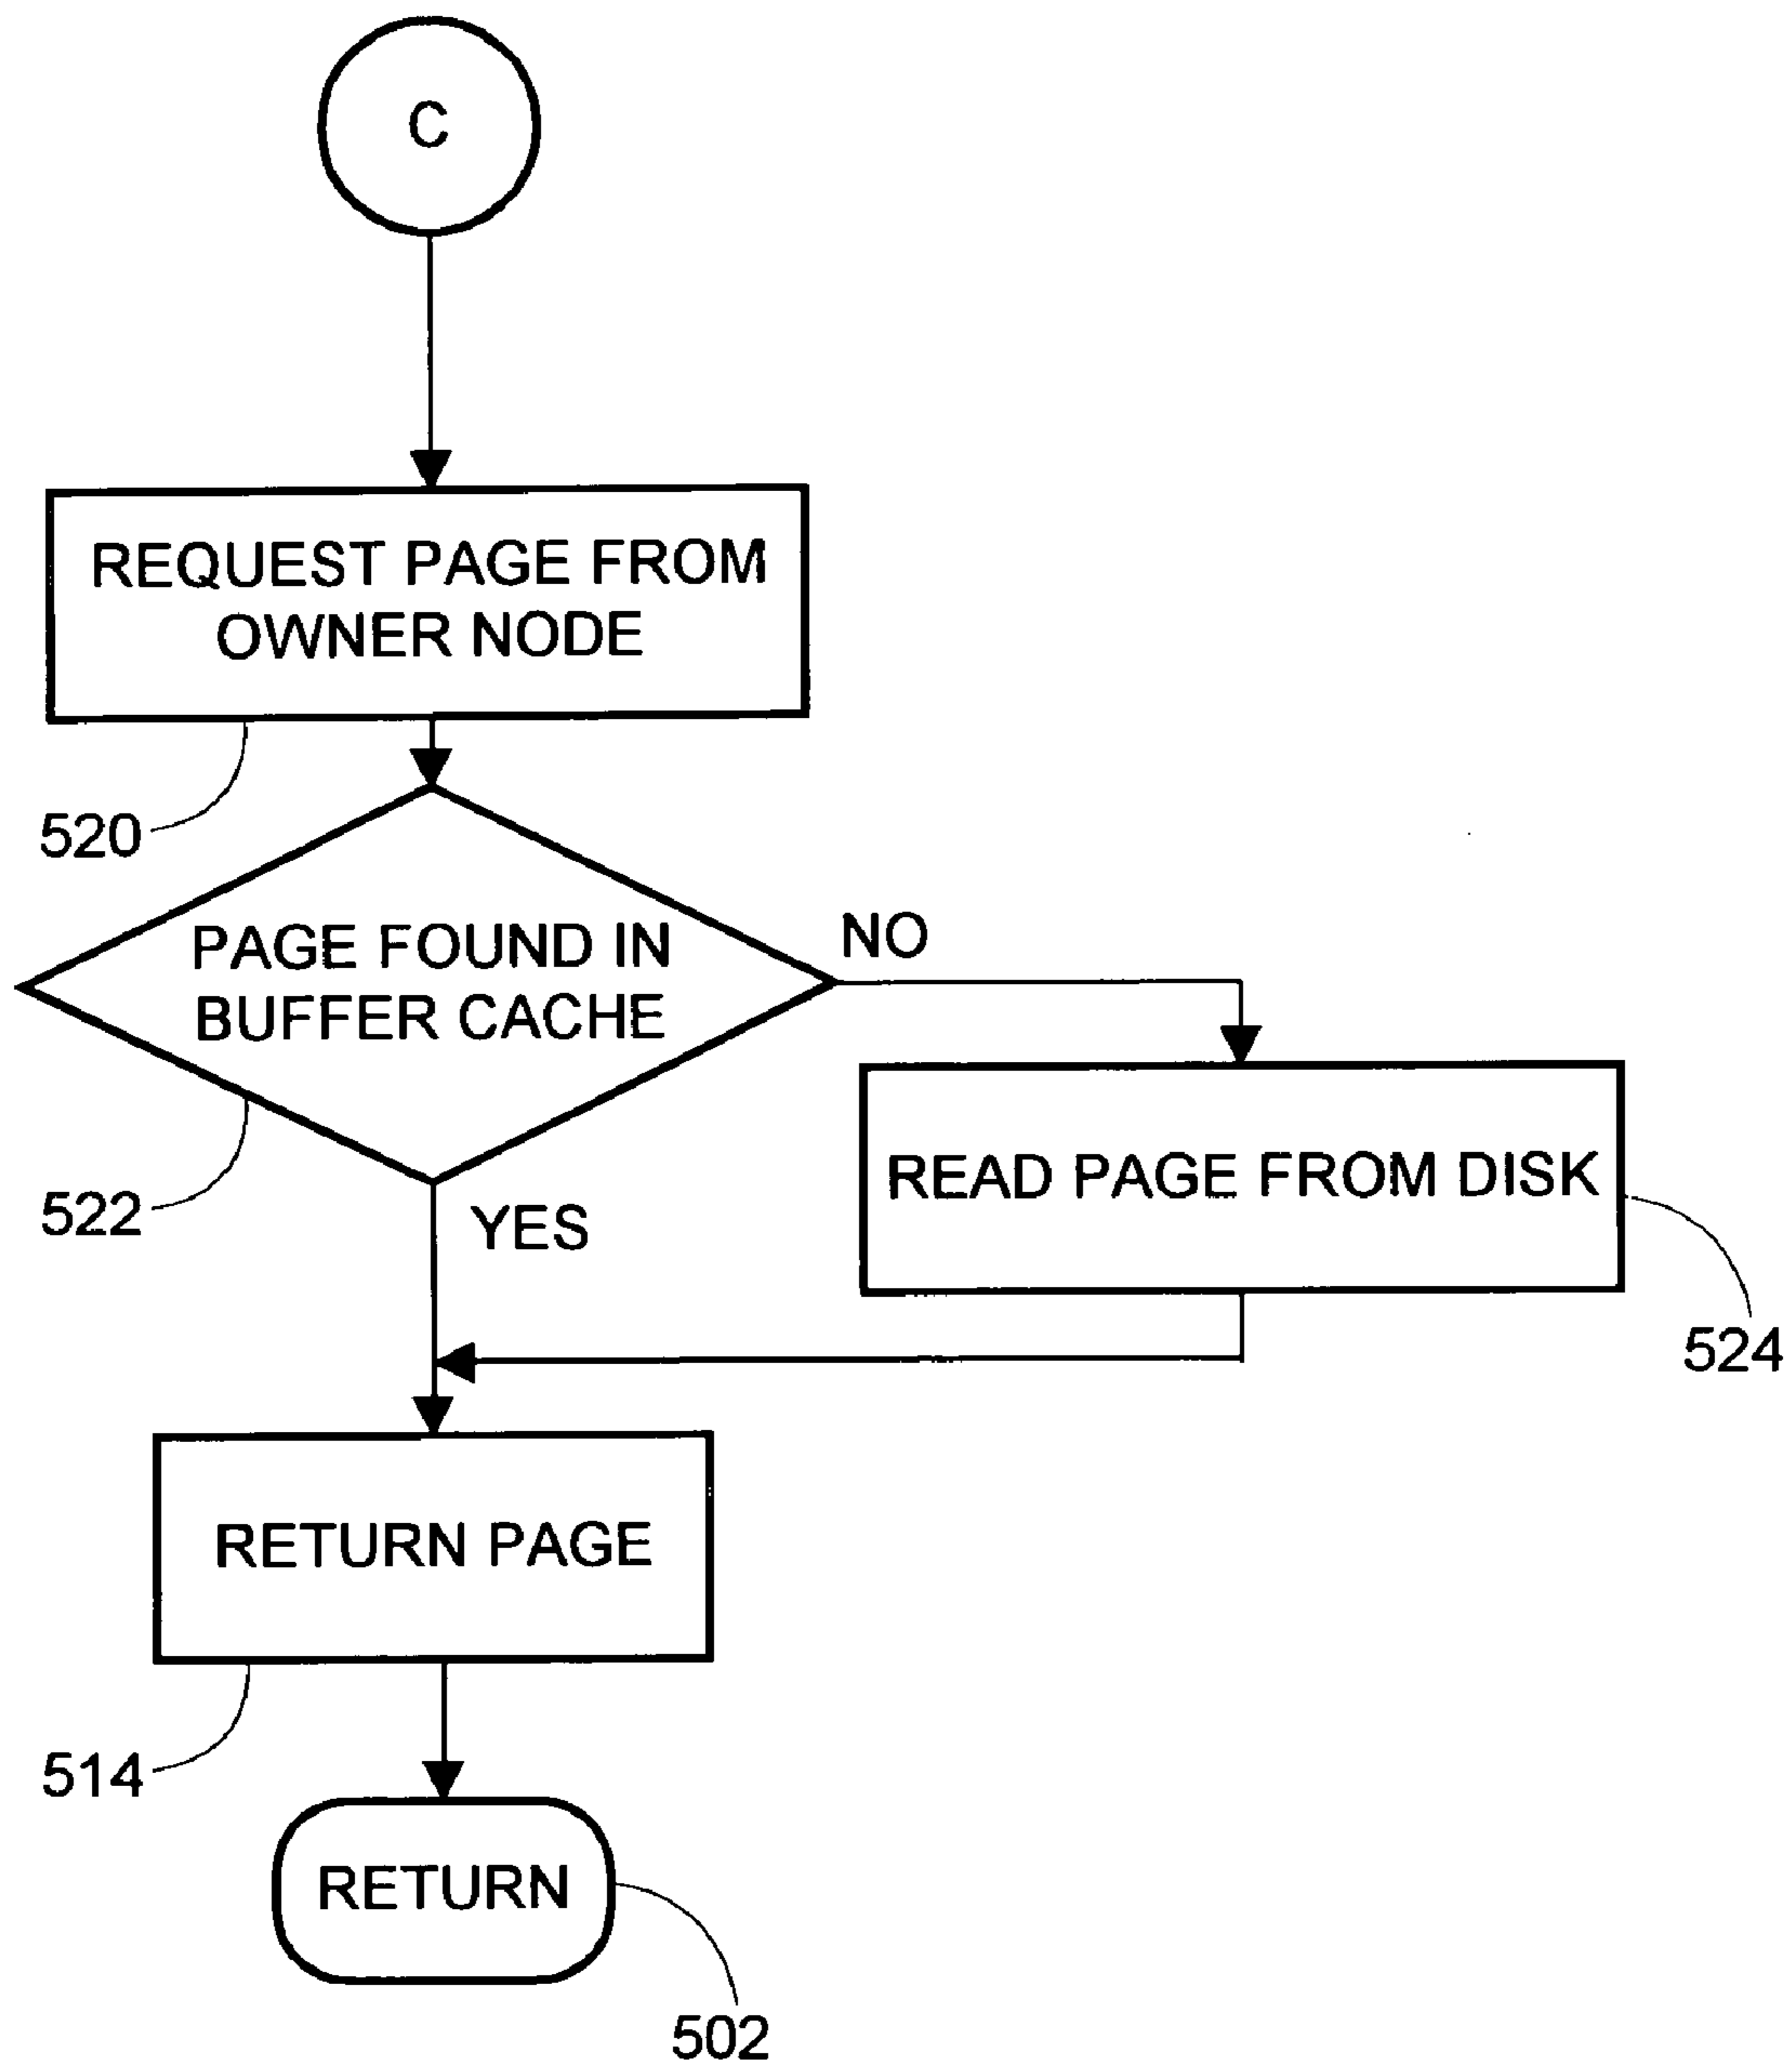 C
REQUEST PAGE FROM
OWNER NODE
520
PAGE FOUND IN
BUFFER CACHE
NO
522
YES
READ PAGE FROM DISK
524
RETURN PAGE
514
RETURN
502